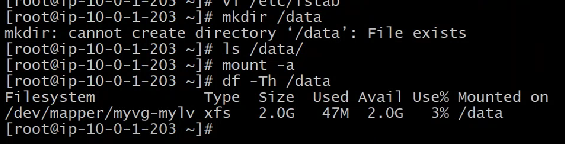 [root@ip-10-0-1-203 ~]# vi /etc/fstab
[root@ip-10-0-1-203 ~]# mkdir /data
mkdir: cannot create directory ‘/data’: File exists
[root@ip-10-0-1-203 ~]# ls /data/
[root@ip-10-0-1-203 ~]# mount -a
[root@ip-10-0-1-203 ~]# df -Th /data
Filesystem            Type  Size  Used Avail Use% Mounted on
/dev/mapper/myvg-mylv xfs   2.0G   47M  2.0G   3% /data
[root@ip-10-0-1-203 ~]#